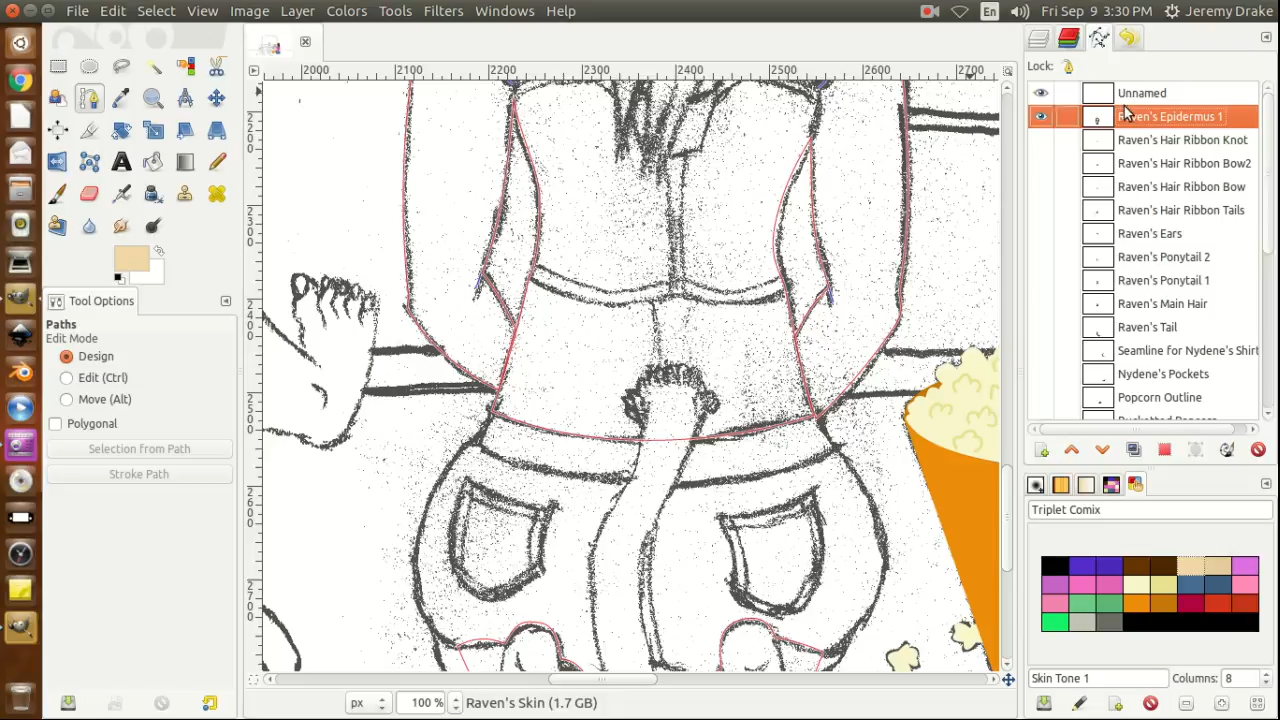 File Edit Select View Image Layer Colors Tools Filters Windows Help
En Fri Sep 9 3:30 PM Jeremy Drake
2000 2100 2200 2300 2400 2500 2600 2700
Lock:
Unnamed
Raven's Epidermus 1
Raven's Hair Ribbon Knot
Raven's Hair Ribbon Bow2
Raven's Hair Ribbon Bow
Raven's Hair Ribbon Tails
Raven's Ears
Raven's Ponytail 2
Raven's Ponytail 1
Raven's Main Hair
Raven's Tail
Seamline for Nydene's Shirt
Nydene's Pockets
Popcorn Outline
Tool Options
Paths
Edit Mode
Design
Edit (Ctrl)
Move (Alt)
Polygonal
Selection from Path
Stroke Path
Triplet Comix
Skin Tone 1 Columns: 8
px 100 % Raven's Skin (1.7 GB)